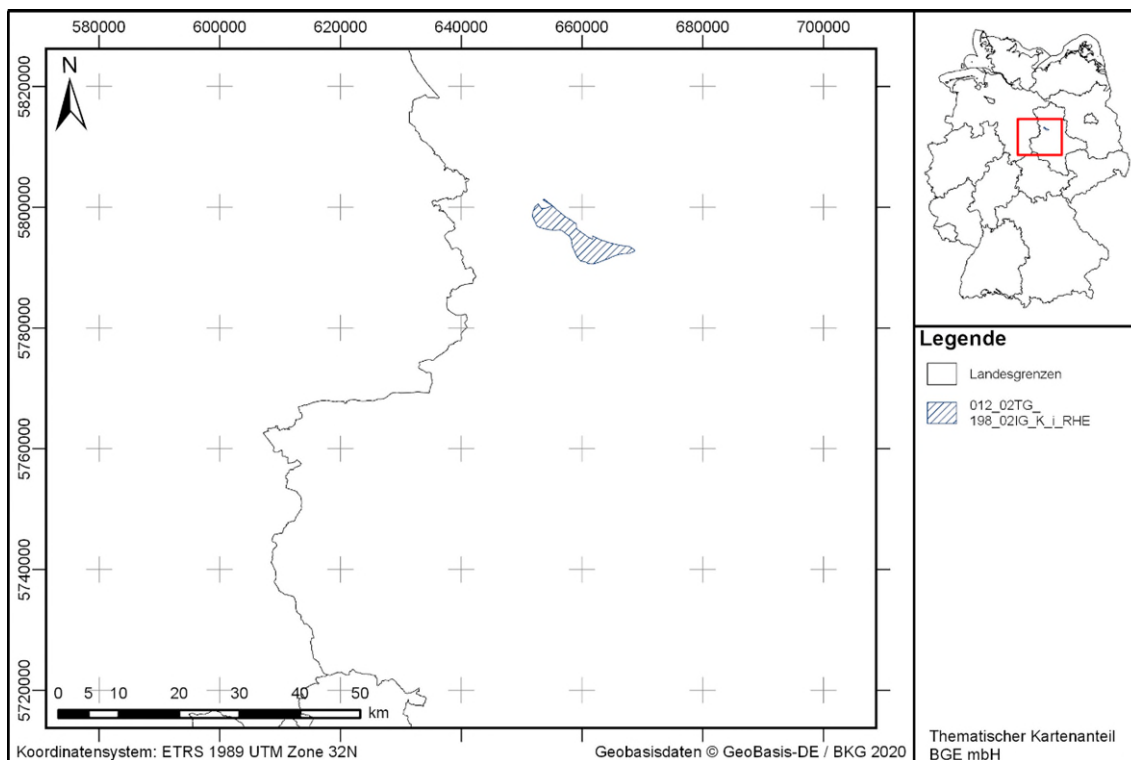 580000 600000 620000 640000 660000 680000 700000
N
5820000
5800000
5780000
5760000
5740000
5720000
0 5 10 20 30 40 50
km
Koordinatensystem: ETRS 1989 UTM Zone 32N
Geobasisdaten © GeoBasis-DE / BKG 2020
Legende
Landesgrenzen
012_02TG_
198_02IG_K_i_RHE
Thematischer Kartenanteil
BGE mbH